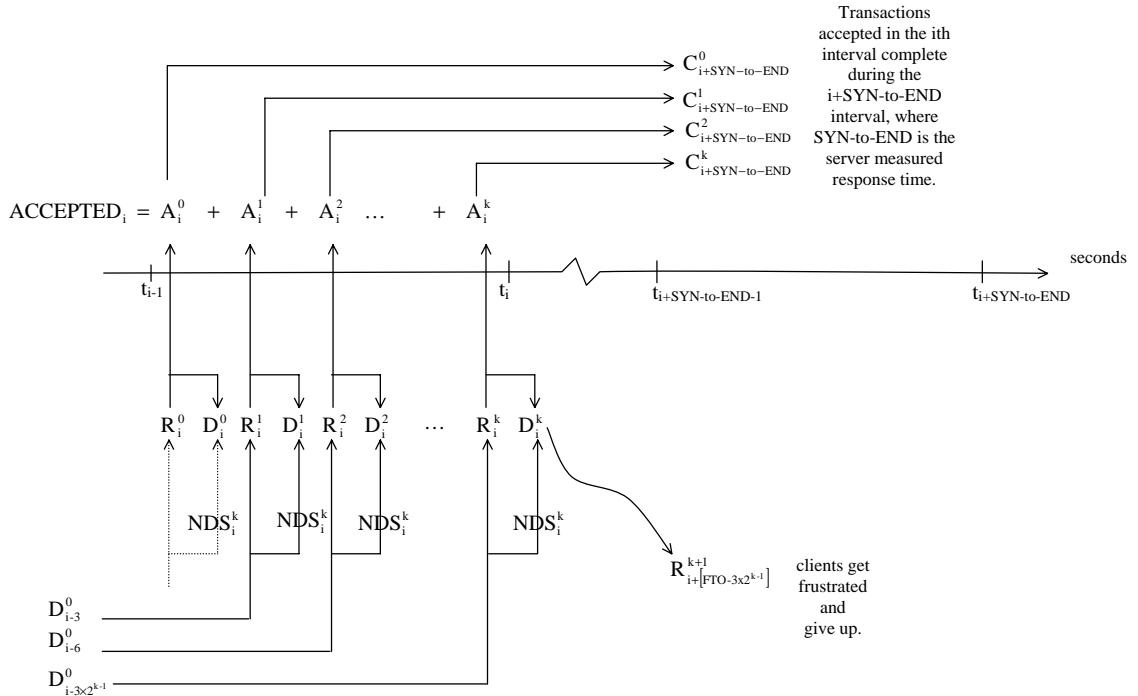 Transactions
accepted in the ith
interval complete
during the
i+SYN-to-END
interval, where
SYN-to-END is the
server measured
response time.
C^0_{i+SYN−to−END}
C^1_{i+SYN−to−END}
C^2_{i+SYN−to−END}
C^k_{i+SYN−to−END}
ACCEPTED_i = A^0_i + A^1_i + A^2_i … + A^k_i
seconds
t_{i-1} t_i t_{i+SYN-to-END-1} t_{i+SYN-to-END}
R^0_i D^0_i R^1_i D^1_i R^2_i D^2_i … R^k_i D^k_i
NDS^k_i NDS^k_i NDS^k_i NDS^k_i
R^{k+1}_{i+[FTO-3x2^{k-1}]}
clients get
frustrated
and
give up.
D^0_{i-3}
D^0_{i-6}
D^0_{i-3×2^{k-1}}